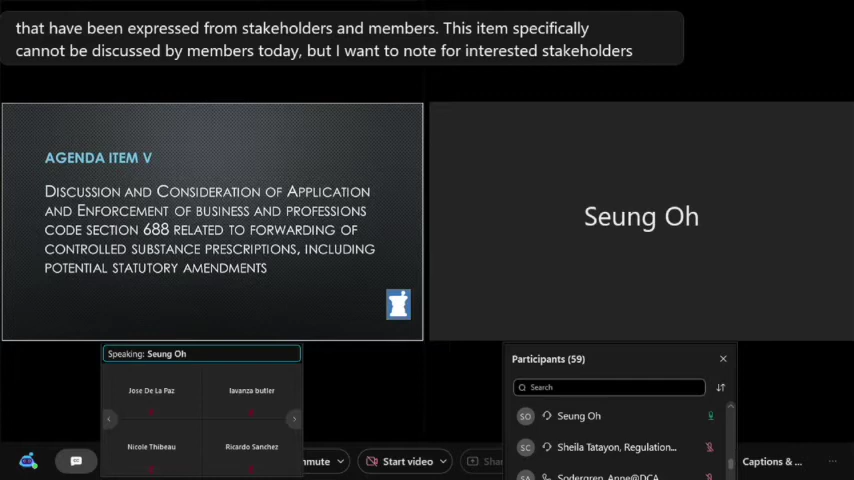 that have been expressed from stakeholders and members. This item specifically
cannot be discussed by members today, but I want to note for interested stakeholders
AGENDA ITEM V
DISCUSSION AND CONSIDERATION OF APPLICATION
AND ENFORCEMENT OF BUSINESS AND PROFESSIONS
CODE SECTION 688 RELATED TO FORWARDING OF
CONTROLLED SUBSTANCE PRESCRIPTIONS, INCLUDING
POTENTIAL STATUTORY AMENDMENTS
Seung Oh
Speaking: Seung Oh
Jose De La Paz
lavanza butler
Nicole Thibeau
Ricardo Sanchez
Participants (59)
Search
SO
Seung Oh
SC
Sheila Tatayon, Regulation...
Sodergren, Anne@DCA
Start video
Captions & ...